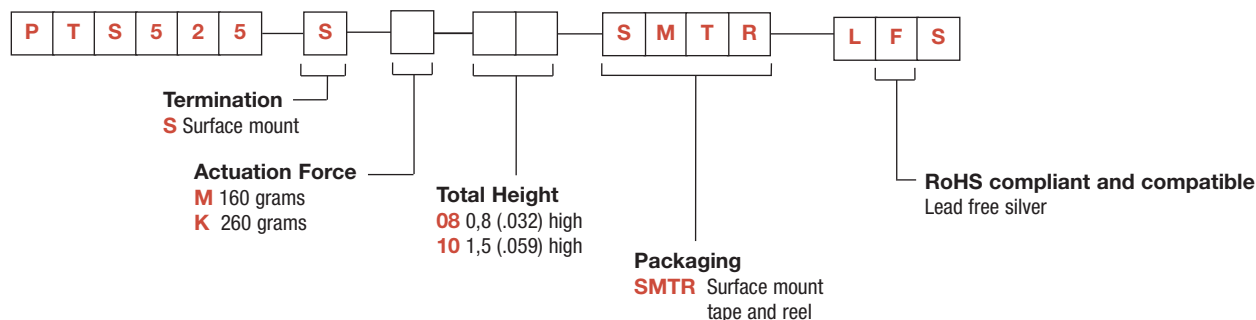 P T S 5 2 5 S S M T R L F S
Termination
S Surface mount
Actuation Force
M 160 grams
K 260 grams
Total Height
08 0,8 (.032) high
10 1,5 (.059) high
Packaging
SMTR Surface mount
tape and reel
RoHS compliant and compatible
Lead free silver